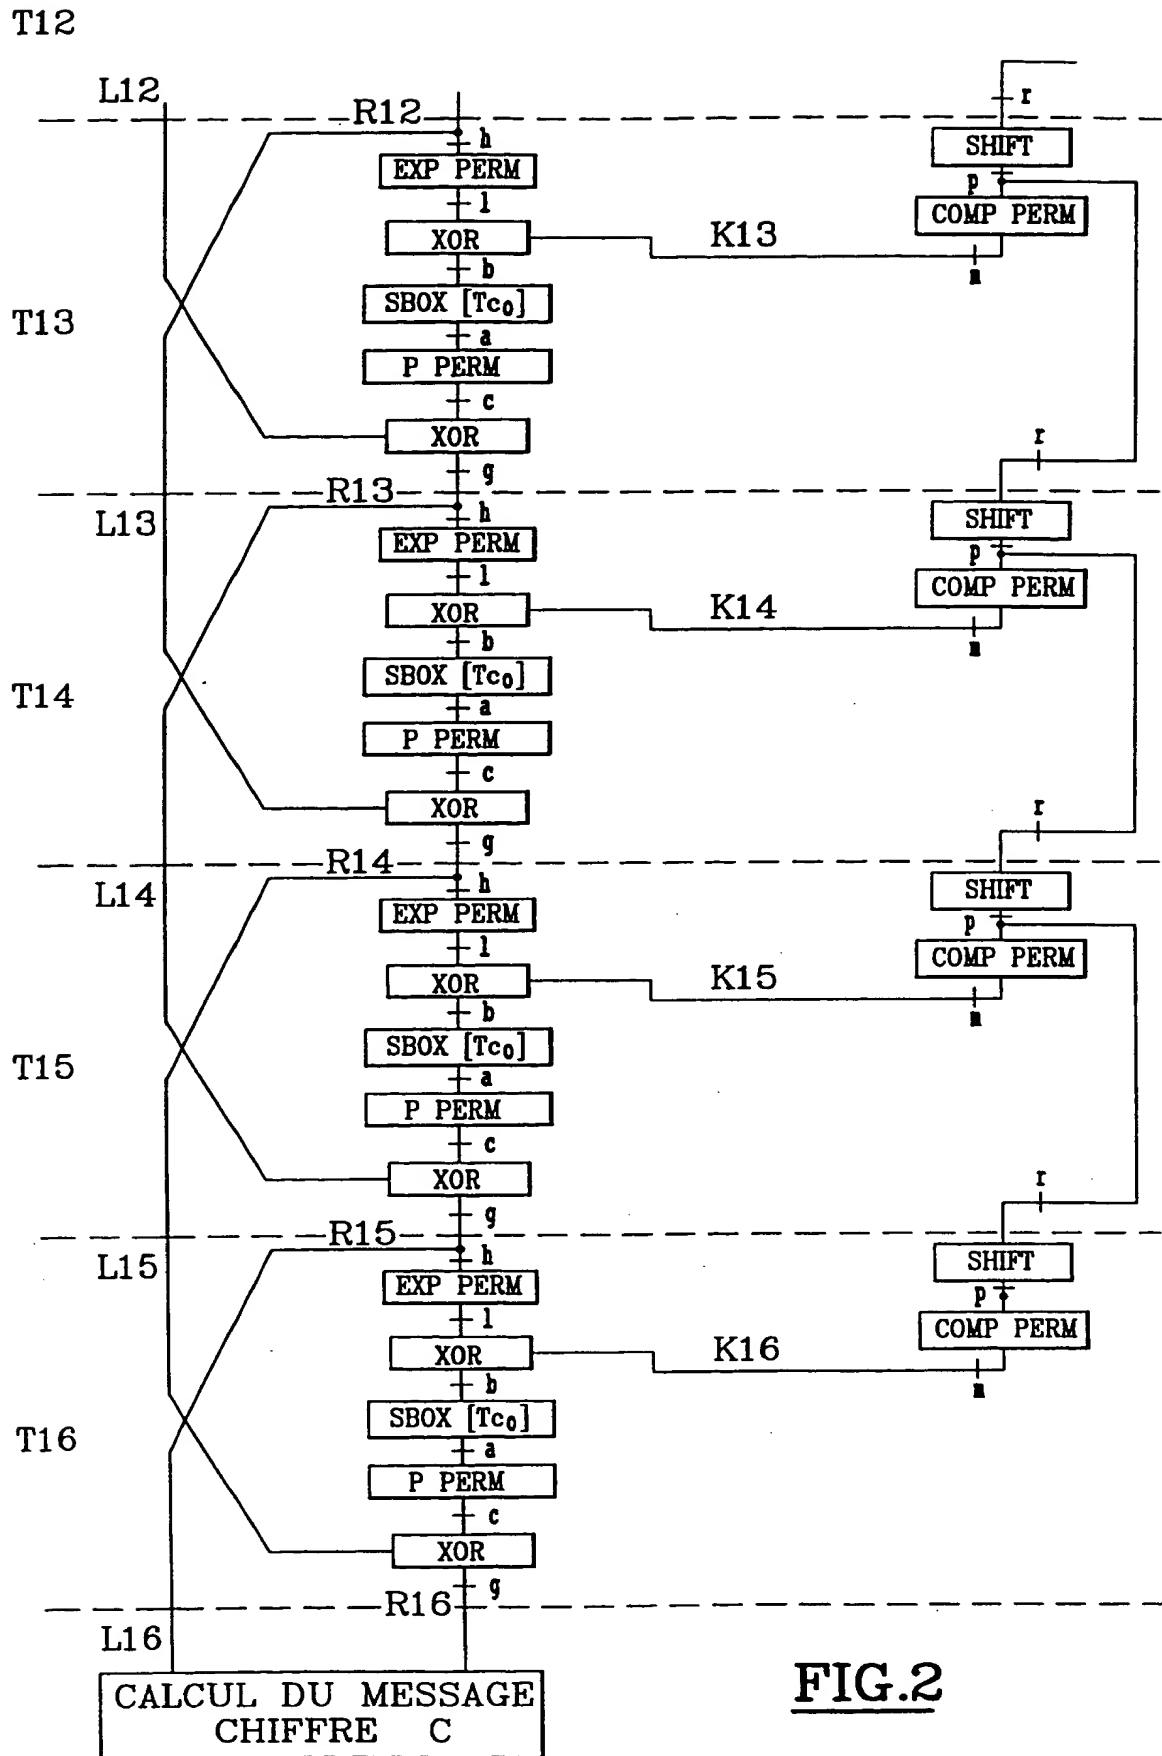 T12
L12
R12
r
h
SHIFT
EXP PERM
p
l
COMP PERM
XOR
K13
m
b
SBOX [Tc0]
T13
a
P PERM
c
XOR
r
g
R13
L13
h
SHIFT
EXP PERM
p
l
COMP PERM
XOR
K14
m
b
SBOX [Tc0]
T14
a
P PERM
c
XOR
r
g
R14
L14
h
SHIFT
EXP PERM
p
l
COMP PERM
XOR
K15
m
b
SBOX [Tc0]
T15
a
P PERM
c
XOR
r
g
R15
L15
h
SHIFT
EXP PERM
p
l
COMP PERM
XOR
K16
m
b
SBOX [Tc0]
T16
a
P PERM
c
XOR
g
R16
L16
CALCUL DU MESSAGE
CHIFFRE C
FIG.2